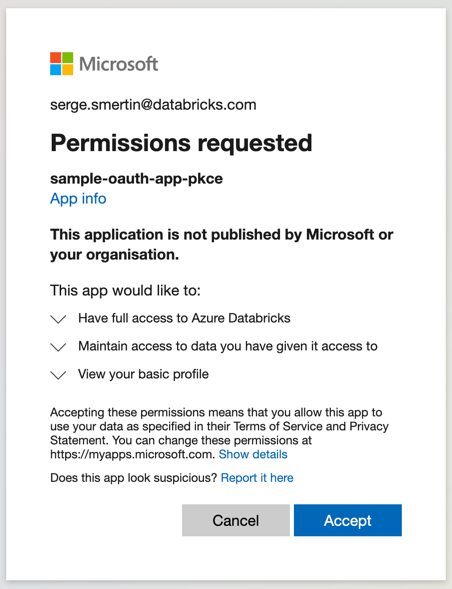 Microsoft
serge.smertin@databricks.com
Permissions requested
sample-oauth-app-pkce
App info
This application is not published by Microsoft or
your organisation.
This app would like to:
Have full access to Azure Databricks
Maintain access to data you have given it access to
View your basic profile
Accepting these permissions means that you allow this app to
use your data as specified in their Terms of Service and Privacy
Statement. You can change these permissions at
https://myapps.microsoft.com. Show details
Does this app look suspicious? Report it here
Cancel Accept